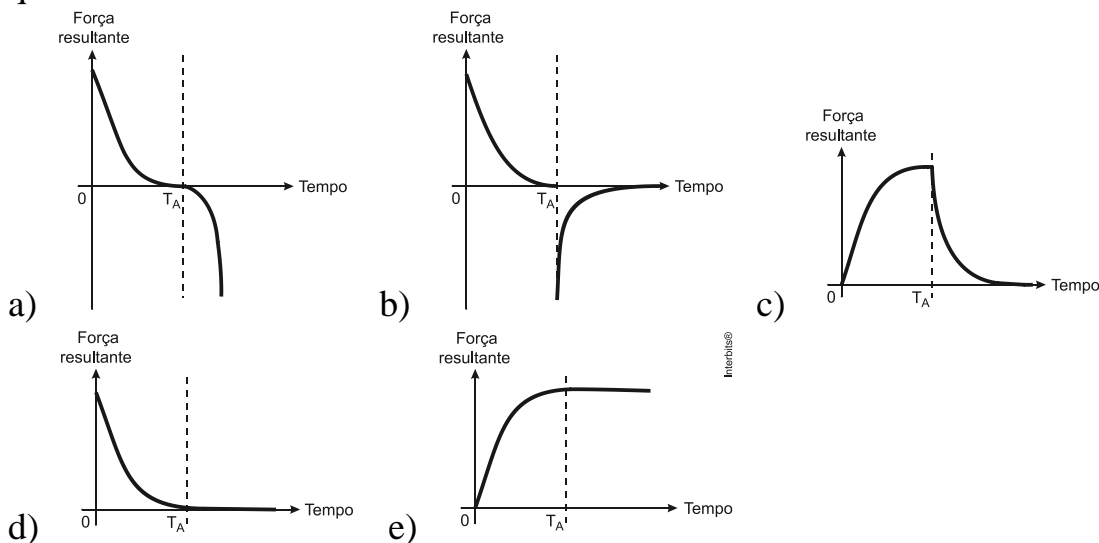 Força
resultante
0
T_A
Tempo
a)
Força
resultante
0
T_A
Tempo
b)
Força
resultante
0
T_A
Tempo
c)
Força
resultante
0
T_A
Tempo
d)
Força
resultante
0
T_A
Tempo
e)
Interbits®